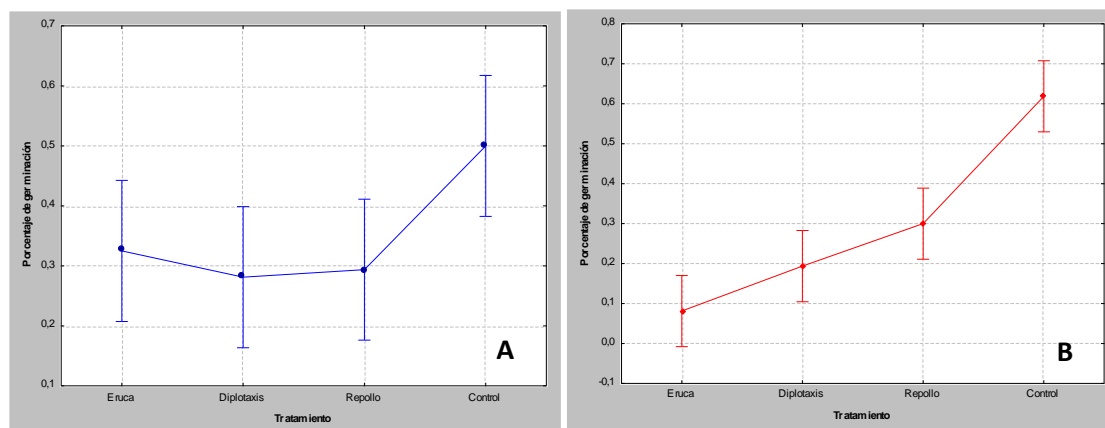 Porcentaje de germinación
0,7
0,6
0,5
0,4
0,3
0,2
0,1
Eruca Diplotaxis Repollo Control
Tratamiento
A
Porcentaje de germinación
0,8
0,7
0,6
0,5
0,4
0,3
0,2
0,1
0,0
-0,1
Eruca Diplotaxis Repollo Control
Tratamiento
B